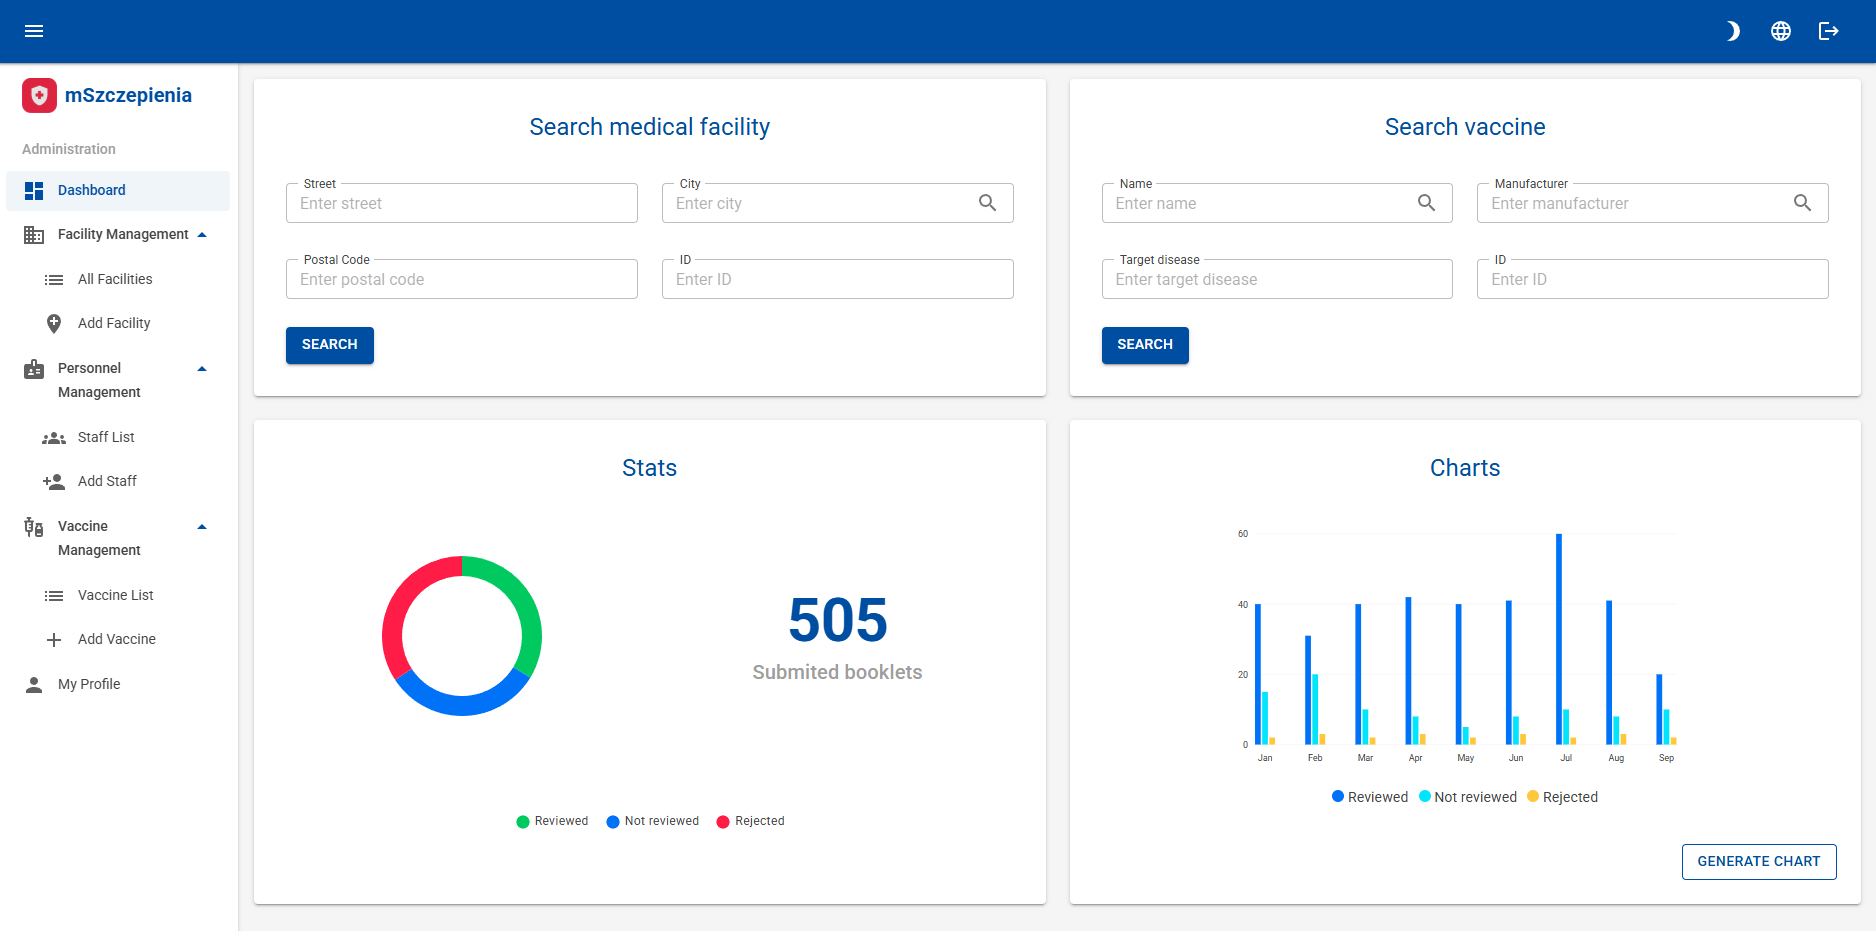 mSzczepienia
Administration
Dashboard
Facility Management
All Facilities
Add Facility
Personnel
Management
Staff List
Add Staff
Vaccine
Management
Vaccine List
Add Vaccine
My Profile
Search medical facility
Street
Enter street
City
Enter city
Postal Code
Enter postal code
ID
Enter ID
SEARCH
Search vaccine
Name
Enter name
Manufacturer
Enter manufacturer
Target disease
Enter target disease
ID
Enter ID
SEARCH
Stats
505
Submited booklets
Reviewed Not reviewed Rejected
Charts
60
40
20
0
Jan Feb Mar Apr May Jun Jul Aug Sep
Reviewed Not reviewed Rejected
GENERATE CHART